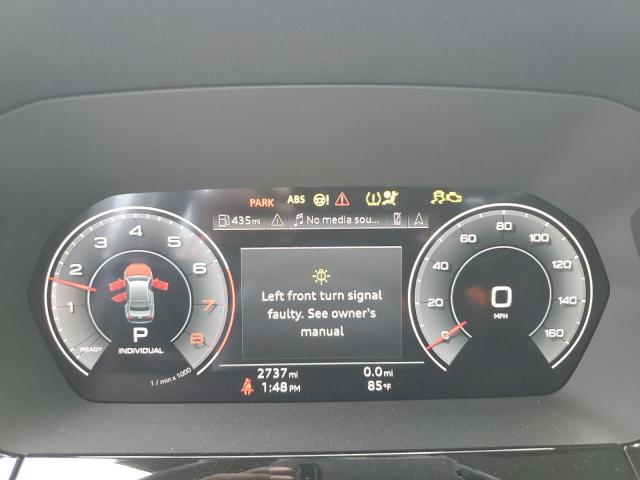 PARK ABS
435 mi No media sou...
1 2 3 4 5 6 7 8
READY
P
INDIVIDUAL
1 / min x 1000
Left front turn signal
faulty. See owner's
manual
2737 mi 0.0 mi
1:48 PM 85°F
0 20 40 60 80 100 120 140 160
0
MPH